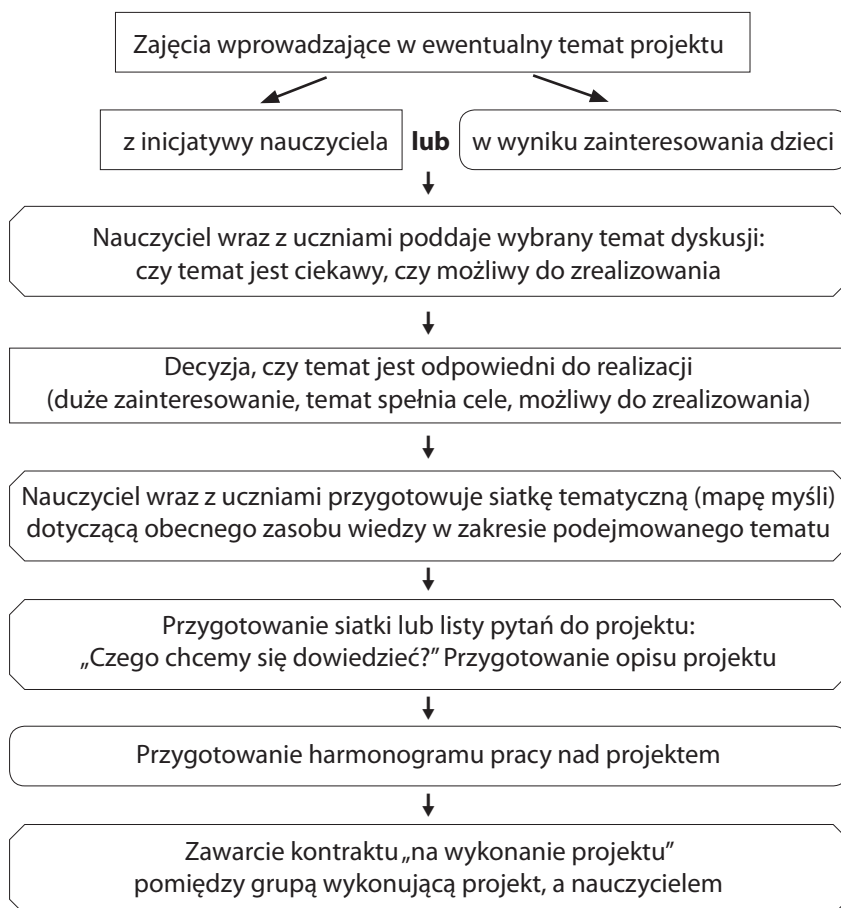 Zajęcia wprowadzające w ewentualny temat projektu
z inicjatywy nauczyciela lub w wyniku zainteresowania dzieci
Nauczyciel wraz z uczniami poddaje wybrany temat dyskusji:
czy temat jest ciekawy, czy możliwy do zrealizowania
Decyzja, czy temat jest odpowiedni do realizacji
(duże zainteresowanie, temat spełnia cele, możliwy do zrealizowania)
Nauczyciel wraz z uczniami przygotowuje siatkę tematyczną (mapę myśli)
dotyczącą obecnego zasobu wiedzy w zakresie podejmowanego tematu
Przygotowanie siatki lub listy pytań do projektu:
„Czego chcemy się dowiedzieć?” Przygotowanie opisu projektu
Przygotowanie harmonogramu pracy nad projektem
Zawarcie kontraktu „na wykonanie projektu”
pomiędzy grupą wykonującą projekt, a nauczycielem